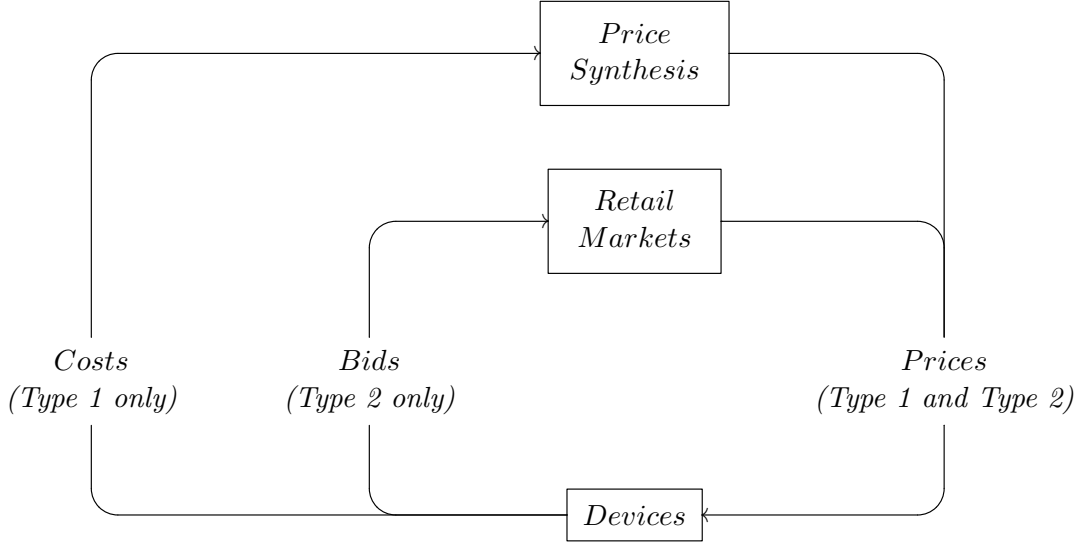 Price
Synthesis
Retail
Markets
Costs
(Type 1 only)
Bids
(Type 2 only)
Prices
(Type 1 and Type 2)
Devices